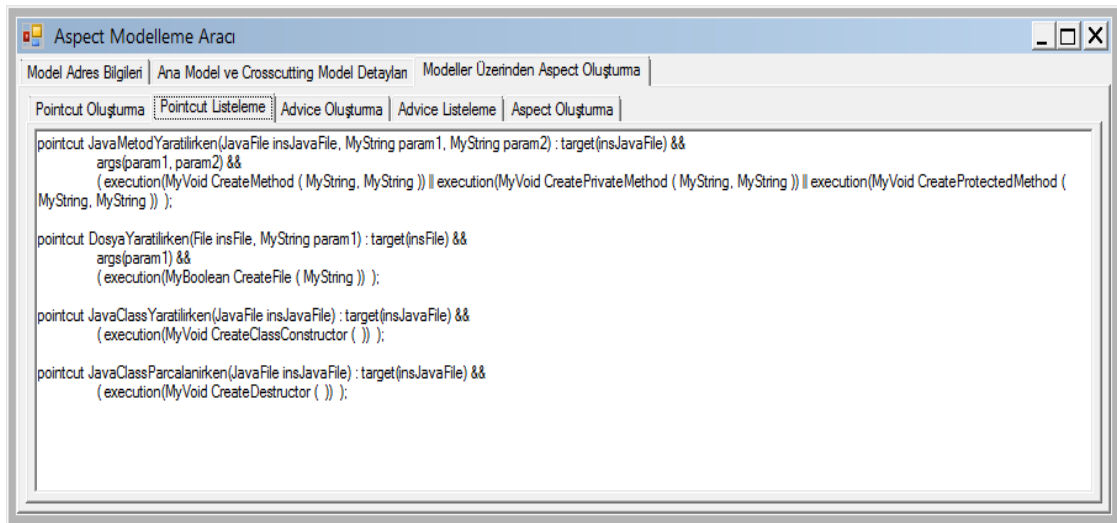 Aspect Modelleme Aracı
Model Adres Bilgileri Ana Model ve Crosscutting Model Detayları Modeller Üzerinden Aspect Oluşturma
Pointcut Oluşturma Pointcut Listeleme Advice Oluşturma Advice Listeleme Aspect Oluşturma
pointcut JavaMetodYaratilirken(JavaFile insJavaFile, MyString param1, MyString param2) : target(insJavaFile) &&
args(param1, param2) &&
( execution(MyVoid CreateMethod ( MyString, MyString )) || execution(MyVoid CreatePrivateMethod ( MyString, MyString )) || execution(MyVoid CreateProtectedMethod (
MyString, MyString )) );
pointcut DosyaYaratilirken(File insFile, MyString param1) : target(insFile) &&
args(param1) &&
( execution(MyBoolean CreateFile ( MyString )) );
pointcut JavaClassYaratilirken(JavaFile insJavaFile) : target(insJavaFile) &&
( execution(MyVoid CreateClassConstructor ( )) );
pointcut JavaClassParcalanirken(JavaFile insJavaFile) : target(insJavaFile) &&
( execution(MyVoid CreateDestructor ( )) );